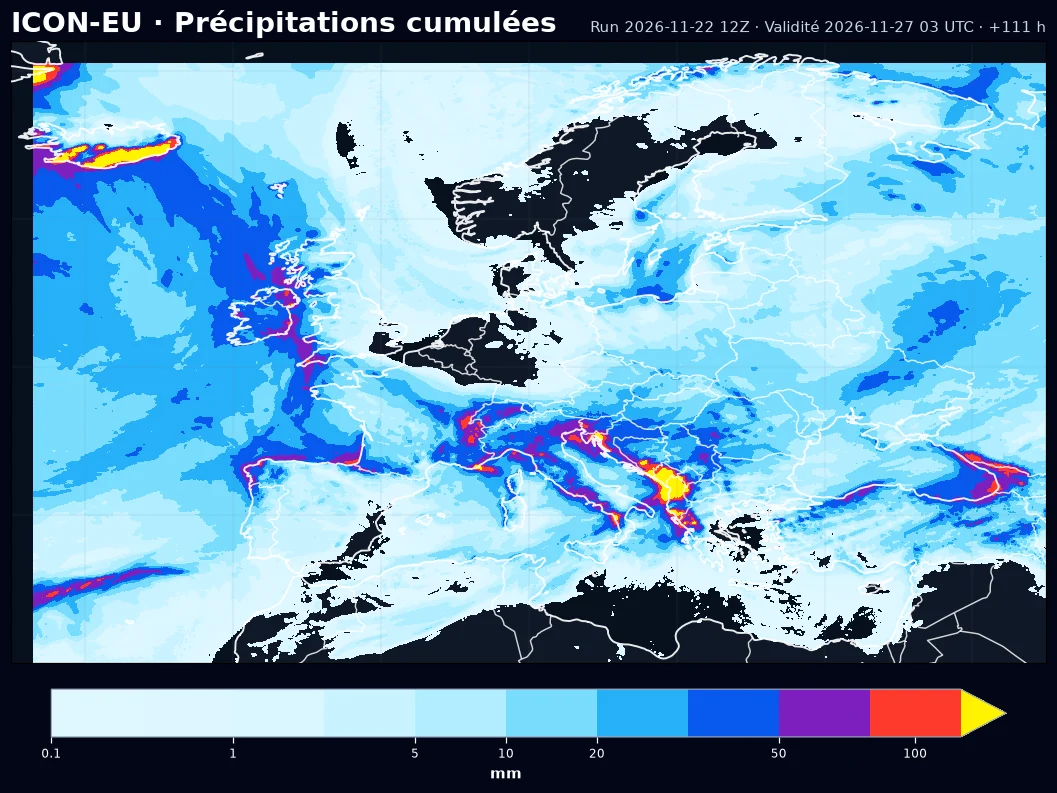 ICON-EU · Précipitations cumulées
Run 2026-11-22 12Z · Validité 2026-11-27 03 UTC · +111 h
0.1 1 5 10 20 50 100
mm